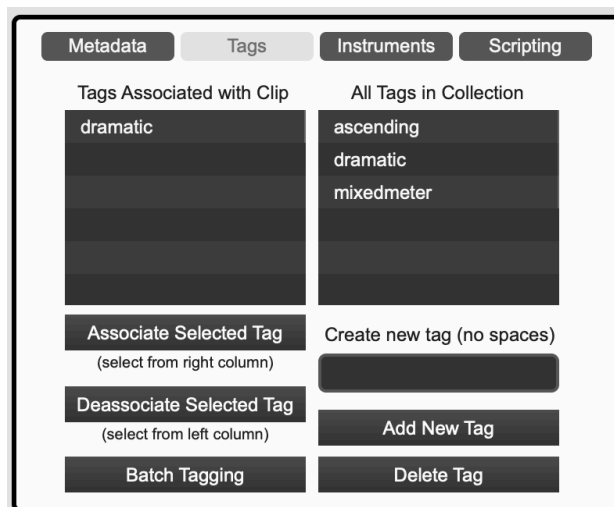 Metadata
Tags
Instruments
Scripting
Tags Associated with Clip
dramatic
Associate Selected Tag
(select from right column)
Deassociate Selected Tag
(select from left column)
Batch Tagging
All Tags in Collection
ascending
dramatic
mixedmeter
Create new tag (no spaces)
Add New Tag
Delete Tag